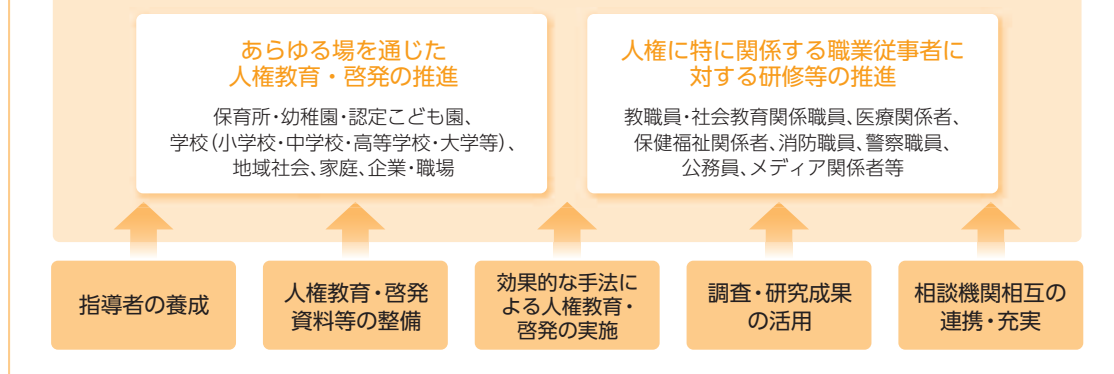 あらゆる場を通じた
人権教育・啓発の推進
保育所・幼稚園・認定こども園、
学校(小学校・中学校・高等学校・大学等)、
地域社会、家庭、企業・職場
人権に特に関係する職業従事者に
対する研修等の推進
教職員・社会教育関係職員、医療関係者、
保健福祉関係者、消防職員、警察職員、
公務員、メディア関係者等
指導者の養成
人権教育・啓発
資料等の整備
効果的な手法に
よる人権教育・
啓発の実施
調査・研究成果
の活用
相談機関相互の
連携・充実